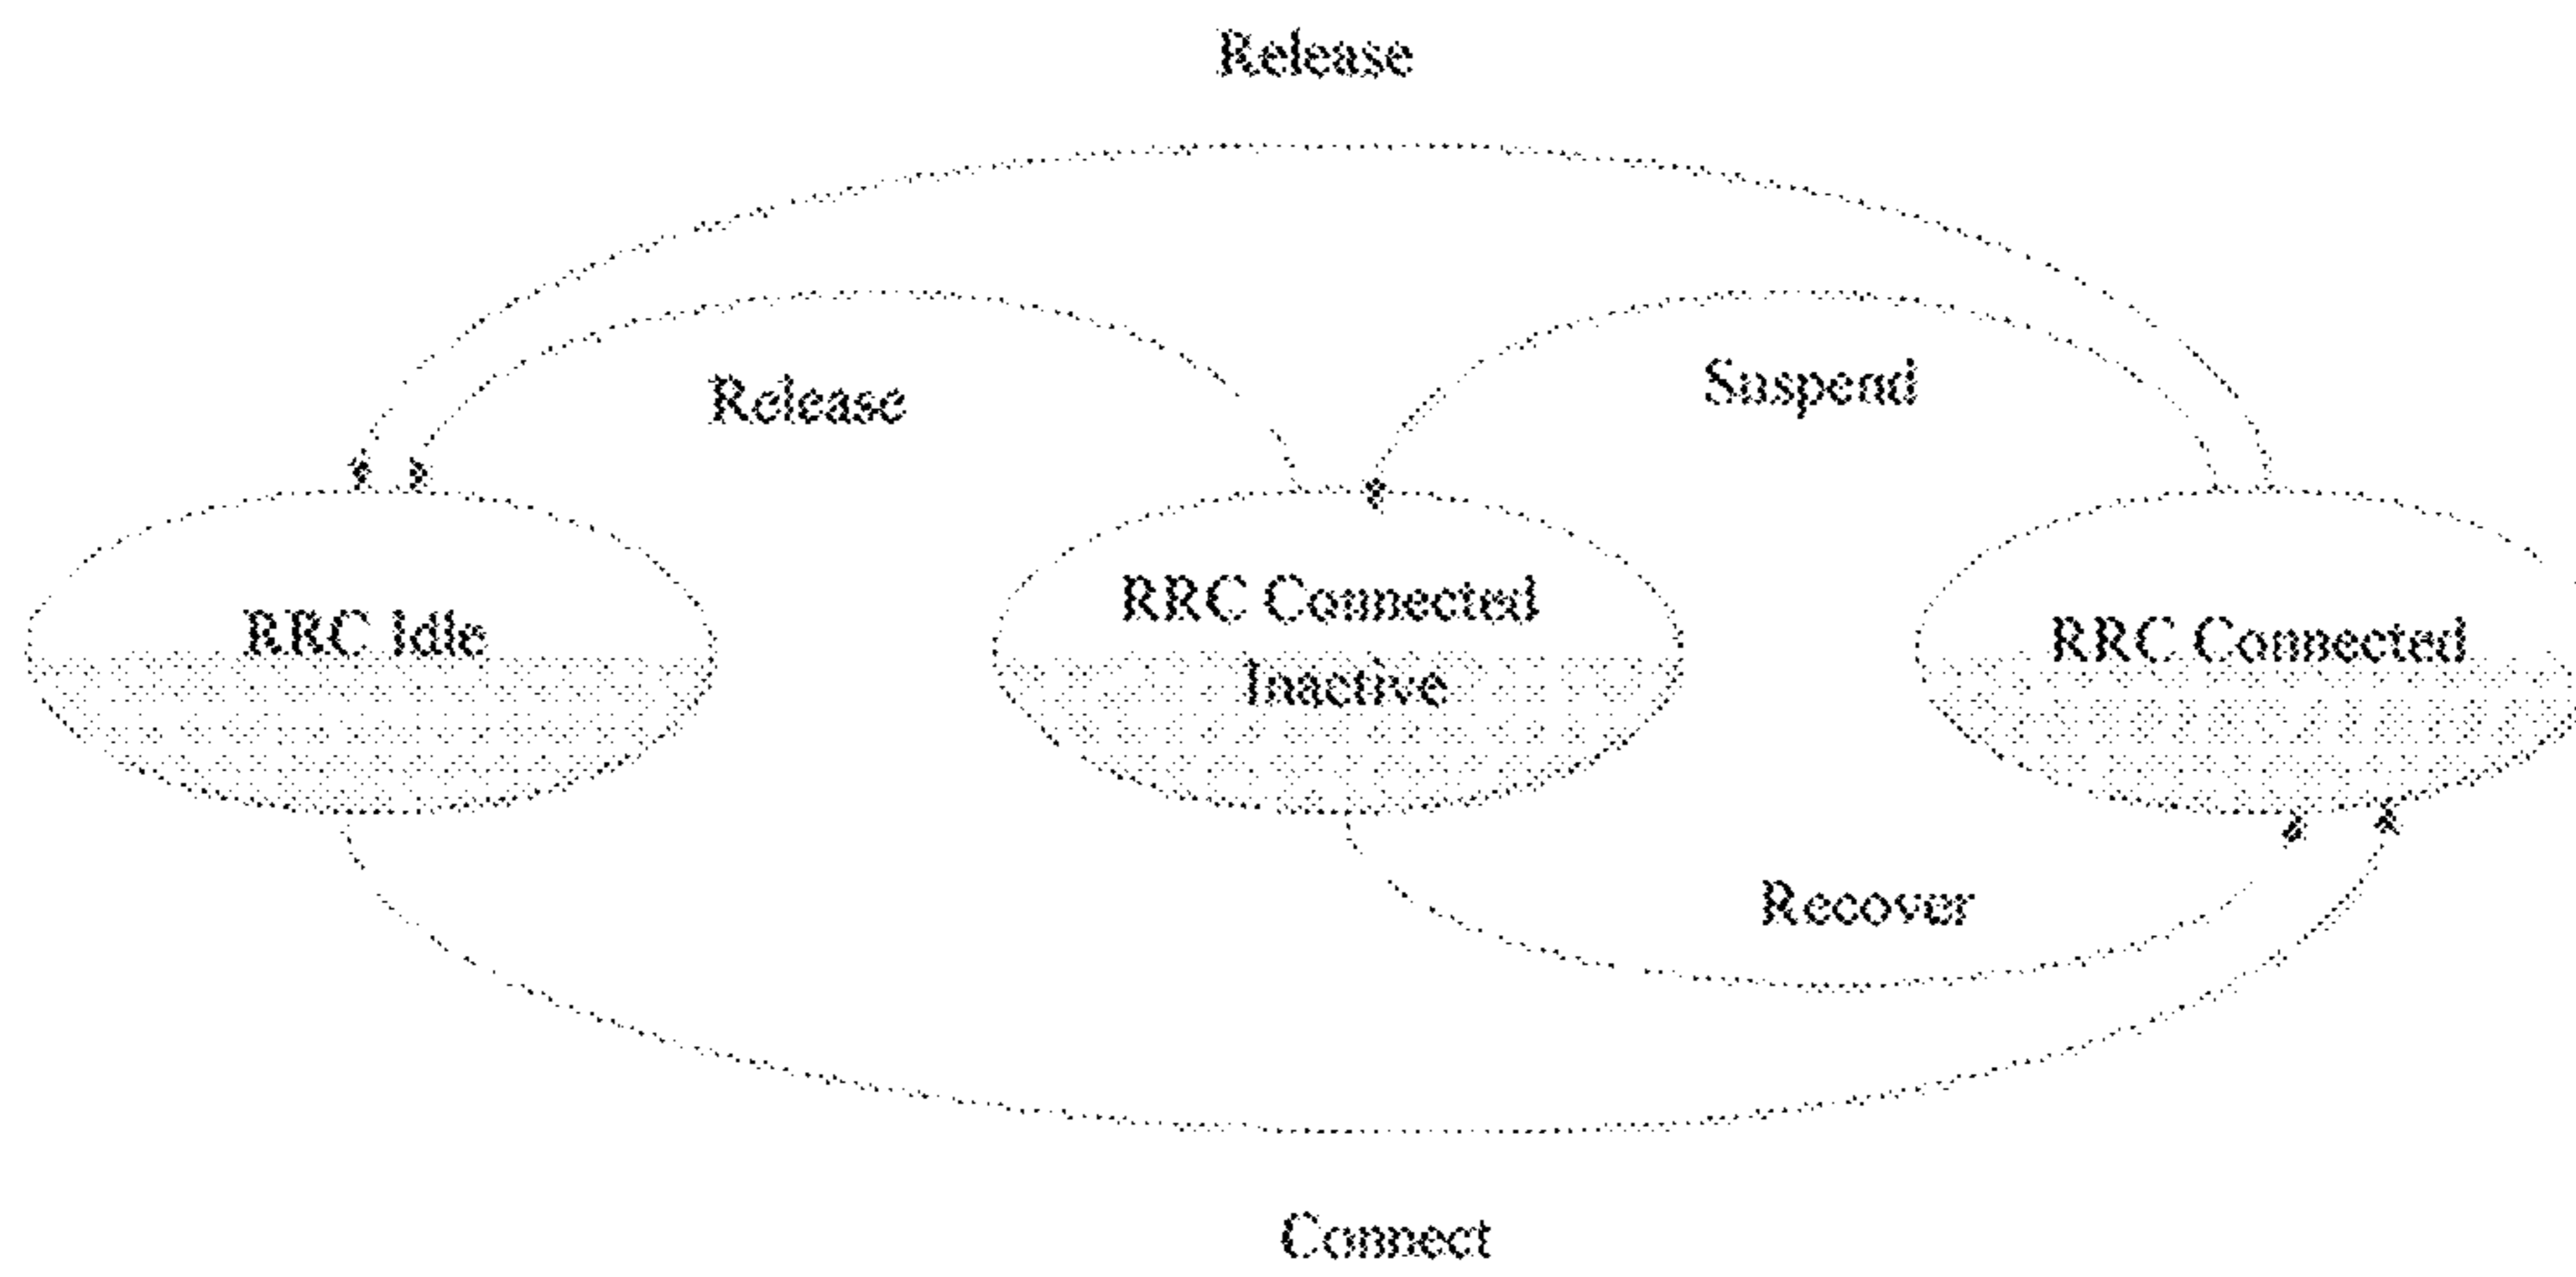 Release
Release
Suspend
RRC Idle
RRC Connected
Inactive
RRC Connected
Recover
Connect